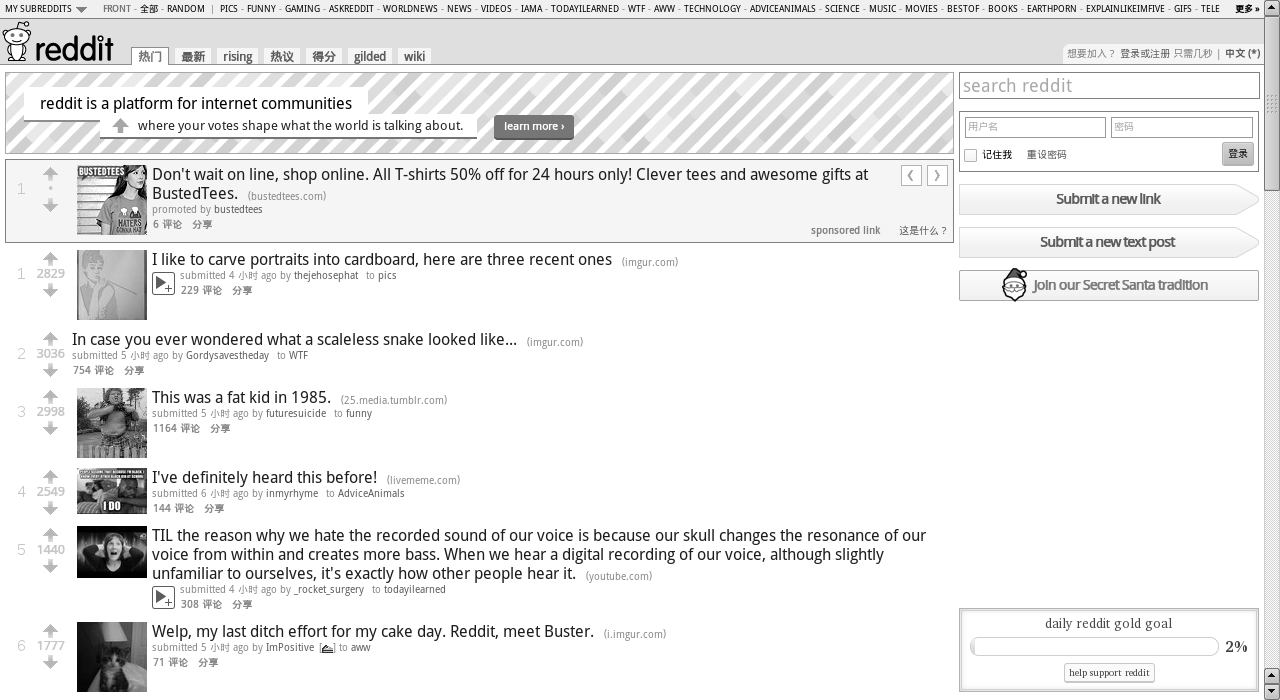 MY SUBREDDITS FRONT - 全部 - RANDOM | PICS - FUNNY - GAMING - ASKREDDIT - WORLDNEWS - NEWS - VIDEOS - IAMA - TODAYILEARNED - WTF - AWW - TECHNOLOGY - ADVICEANIMALS - SCIENCE - MUSIC - MOVIES - BESTOF - BOOKS - EARTHPORN - EXPLAINLIKEIMFIVE - GIFS - TELE 更多 »
reddit 热门 最新 rising 热议 得分 gilded wiki 想要加入？ 登录或注册 只需几秒 | 中文 (*)
reddit is a platform for internet communities
where your votes shape what the world is talking about. learn more ›
search reddit
用户名 密码
记住我 重设密码 登录
Submit a new link
Submit a new text post
Join our Secret Santa tradition
1
BUSTEDTEES
HATERS
GONNA HATE
Don't wait on line, shop online. All T-shirts 50% off for 24 hours only! Clever tees and awesome gifts at
BustedTees. (bustedtees.com)
promoted by bustedtees
6 评论 分享
sponsored link 这是什么？
1 2829
I like to carve portraits into cardboard, here are three recent ones (imgur.com)
submitted 4 小时 ago by thejehosephat to pics
229 评论 分享
2 3036
In case you ever wondered what a scaleless snake looked like... (imgur.com)
submitted 5 小时 ago by Gordysavestheday to WTF
754 评论 分享
3 2998
This was a fat kid in 1985. (25.media.tumblr.com)
submitted 5 小时 ago by futuresuicide to funny
1164 评论 分享
4 2549
I DO
I've definitely heard this before! (livememe.com)
submitted 6 小时 ago by inmyrhyme to AdviceAnimals
144 评论 分享
5 1440
TIL the reason why we hate the recorded sound of our voice is because our skull changes the resonance of our
voice from within and creates more bass. When we hear a digital recording of our voice, although slightly
unfamiliar to ourselves, it's exactly how other people hear it. (youtube.com)
submitted 4 小时 ago by _rocket_surgery to todayilearned
308 评论 分享
6 1777
Welp, my last ditch effort for my cake day. Reddit, meet Buster. (i.imgur.com)
submitted 5 小时 ago by ImPositive [] to aww
71 评论 分享
daily reddit gold goal
2%
help support reddit